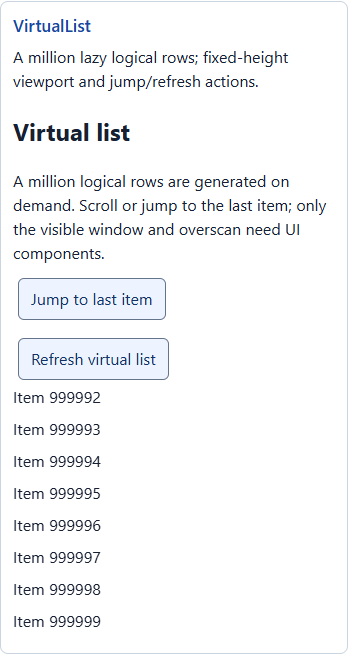 VirtualList
A million lazy logical rows; fixed-height
viewport and jump/refresh actions.
Virtual list
A million logical rows are generated on
demand. Scroll or jump to the last item; only
the visible window and overscan need UI
components.
Jump to last item
Refresh virtual list
Item 999992
Item 999993
Item 999994
Item 999995
Item 999996
Item 999997
Item 999998
Item 999999